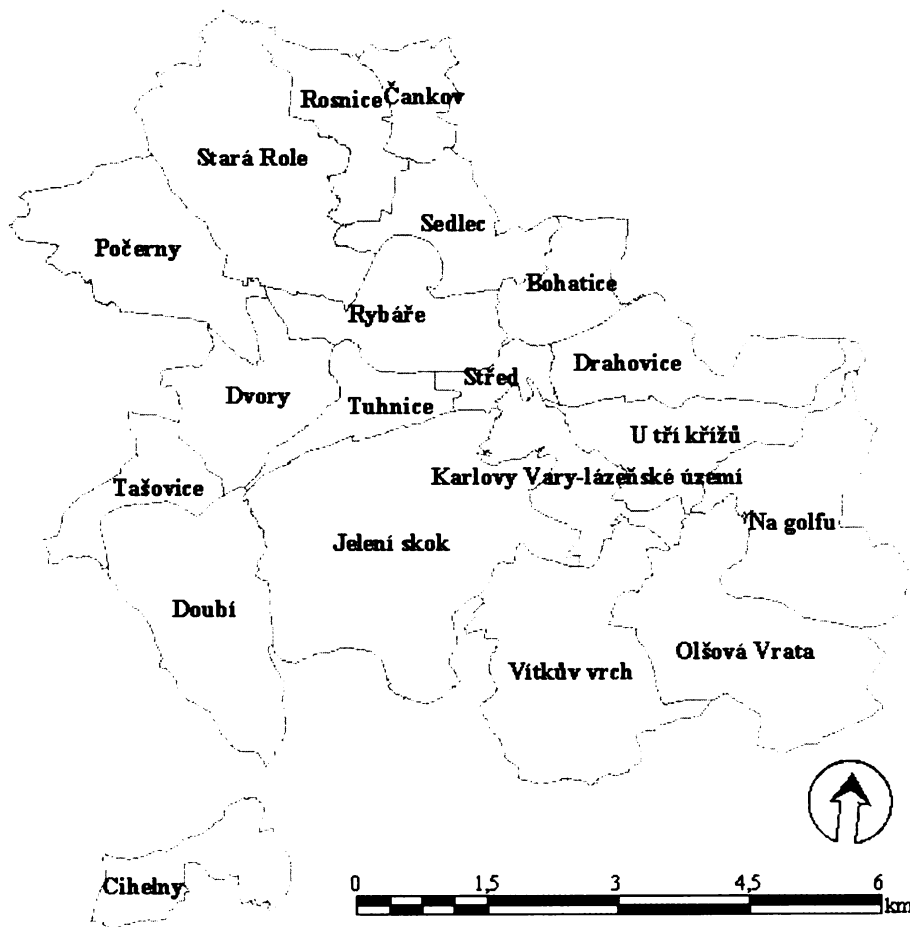 Rosnice
Čankov
Stará Role
Sedlec
Počerny
Bohatice
Rybáře
Drahovice
Střed
Dvory
Tuhnice
U tří křížů
Karlovy Vary-lázeňské území
Tašovice
Na golfu
Jelení skok
Doubí
Olšová Vrata
Vítkův vrch
Cihelny
0 1,5 3 4,5 6
km